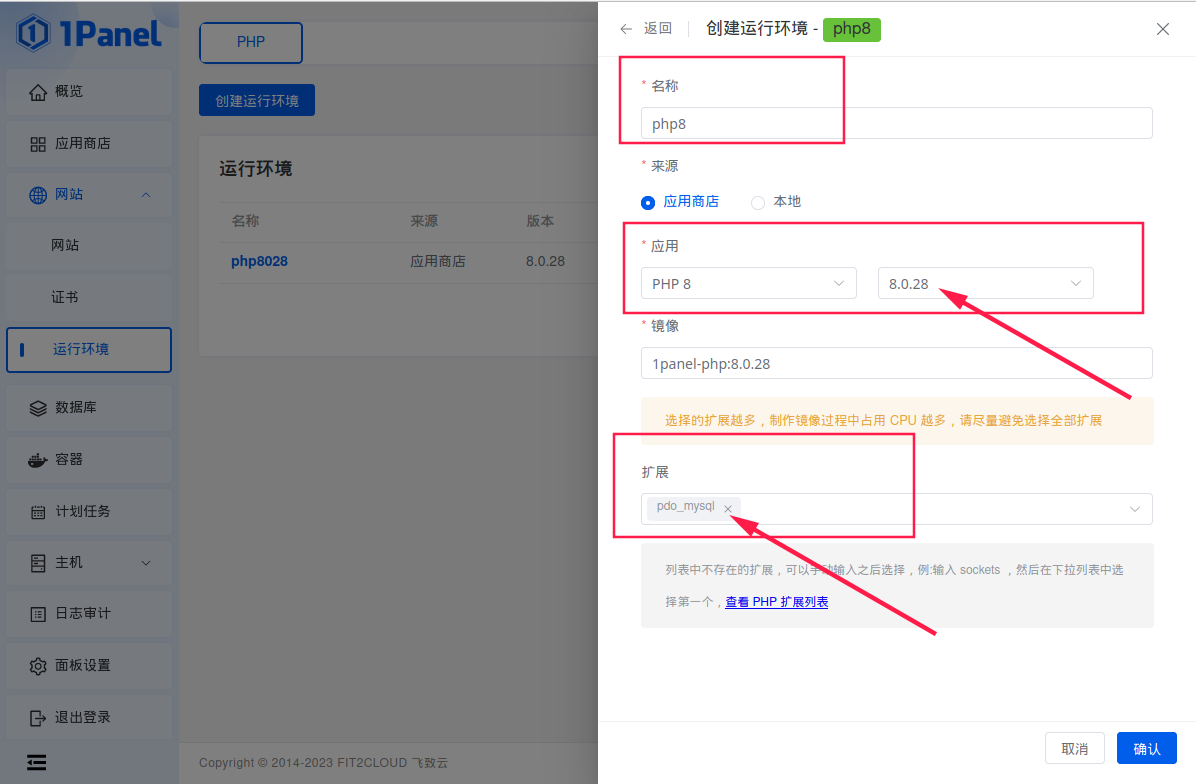 1Panel
概览
应用商店
网站
网站
证书
运行环境
数据库
容器
计划任务
主机
日志审计
面板设置
退出登录
PHP
创建运行环境
运行环境
名称 来源 版本
php8028 应用商店 8.0.28
Copyright © 2014-2023 FIT2CLOUD 飞致云
返回 创建运行环境 - php8
* 名称
php8
* 来源
应用商店 本地
* 应用
PHP 8 8.0.28
* 镜像
1panel-php:8.0.28
选择的扩展越多，制作镜像过程中占用 CPU 越多，请尽量避免选择全部扩展
扩展
pdo_mysql
列表中不存在的扩展，可以手动输入之后选择，例:输入 sockets ，然后在下拉列表中选
择第一个，查看 PHP 扩展列表
取消 确认